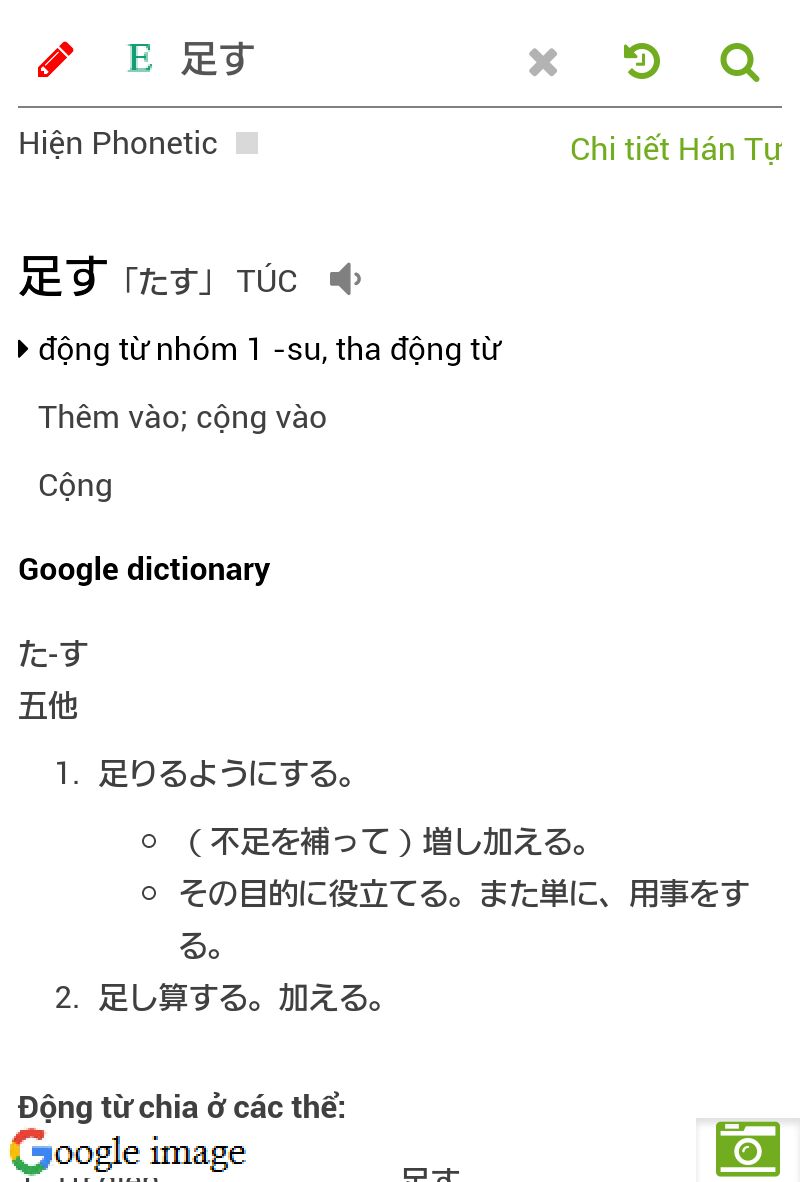 E 足す
Hiện Phonetic
Chi tiết Hán Tự
足す「たす」 TÚC
động từ nhóm 1 -su, tha động từ
Thêm vào; cộng vào
Cộng
Google dictionary
た-す
五他
1. 足りるようにする。
（不足を補って）増し加える。
その目的に役立てる。また単に、用事をす
る。
2. 足し算する。加える。
Động từ chia ở các thể:
Google image
足す